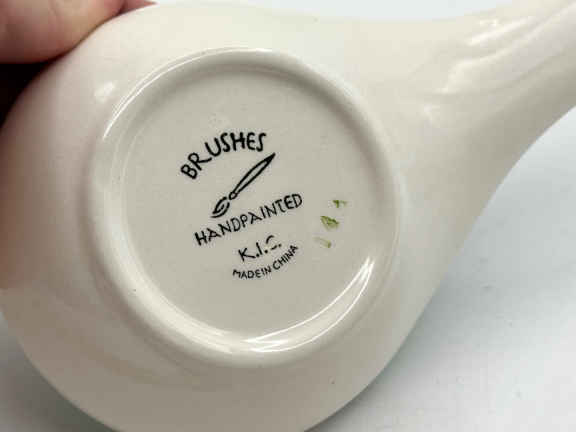 BRUSHES
HANDPAINTED
K.I.C.
MADE IN CHINA